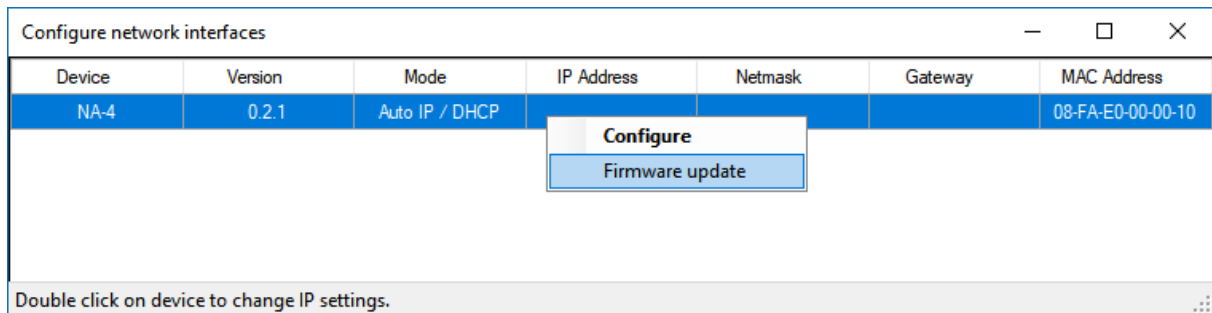 Configure network interfaces
Device Version Mode IP Address Netmask Gateway MAC Address
NA-4 0.2.1 Auto IP / DHCP 08-FA-E0-00-00-10
Configure
Firmware update
Double click on device to change IP settings.